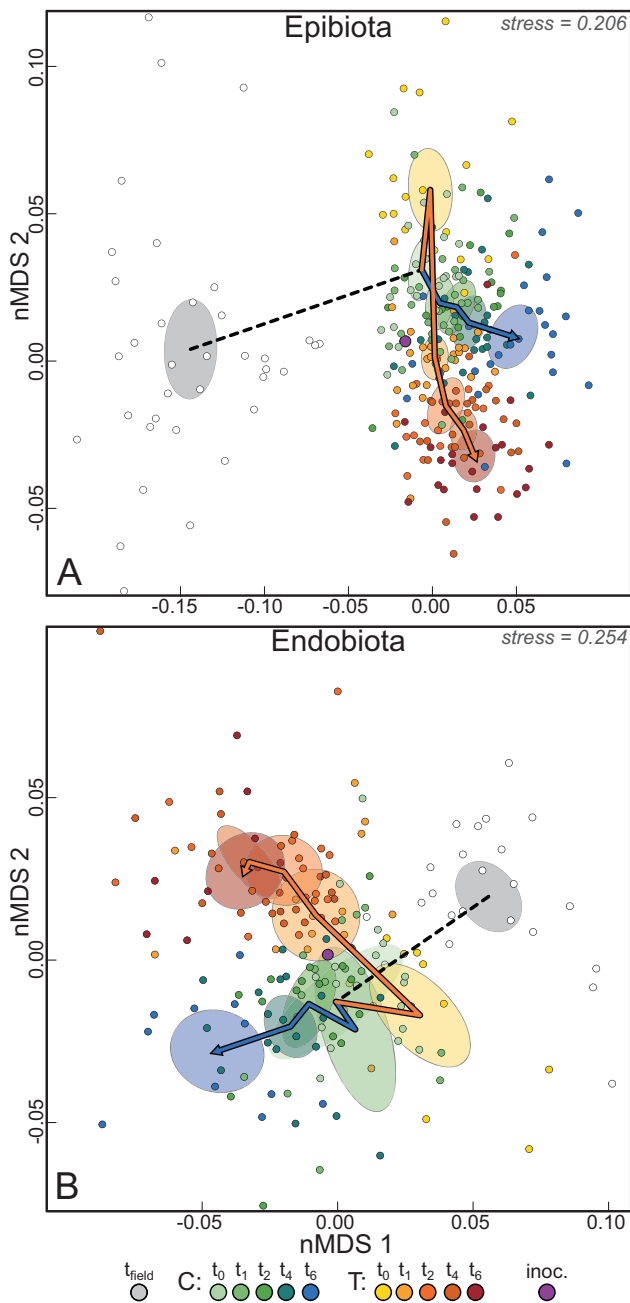 Epibiota
stress = 0.206
0.10
0.05
0.00
-0.05
nMDS 2
A
-0.15
-0.10
-0.05
0.00
0.05
Endobiota
stress = 0.254
0.05
0.00
-0.05
nMDS 2
B
-0.05
0.00
0.05
0.10
nMDS 1
tfield C: t0 t1 t2 t4 t6 T: t0 t1 t2 t4 t6 inoc.